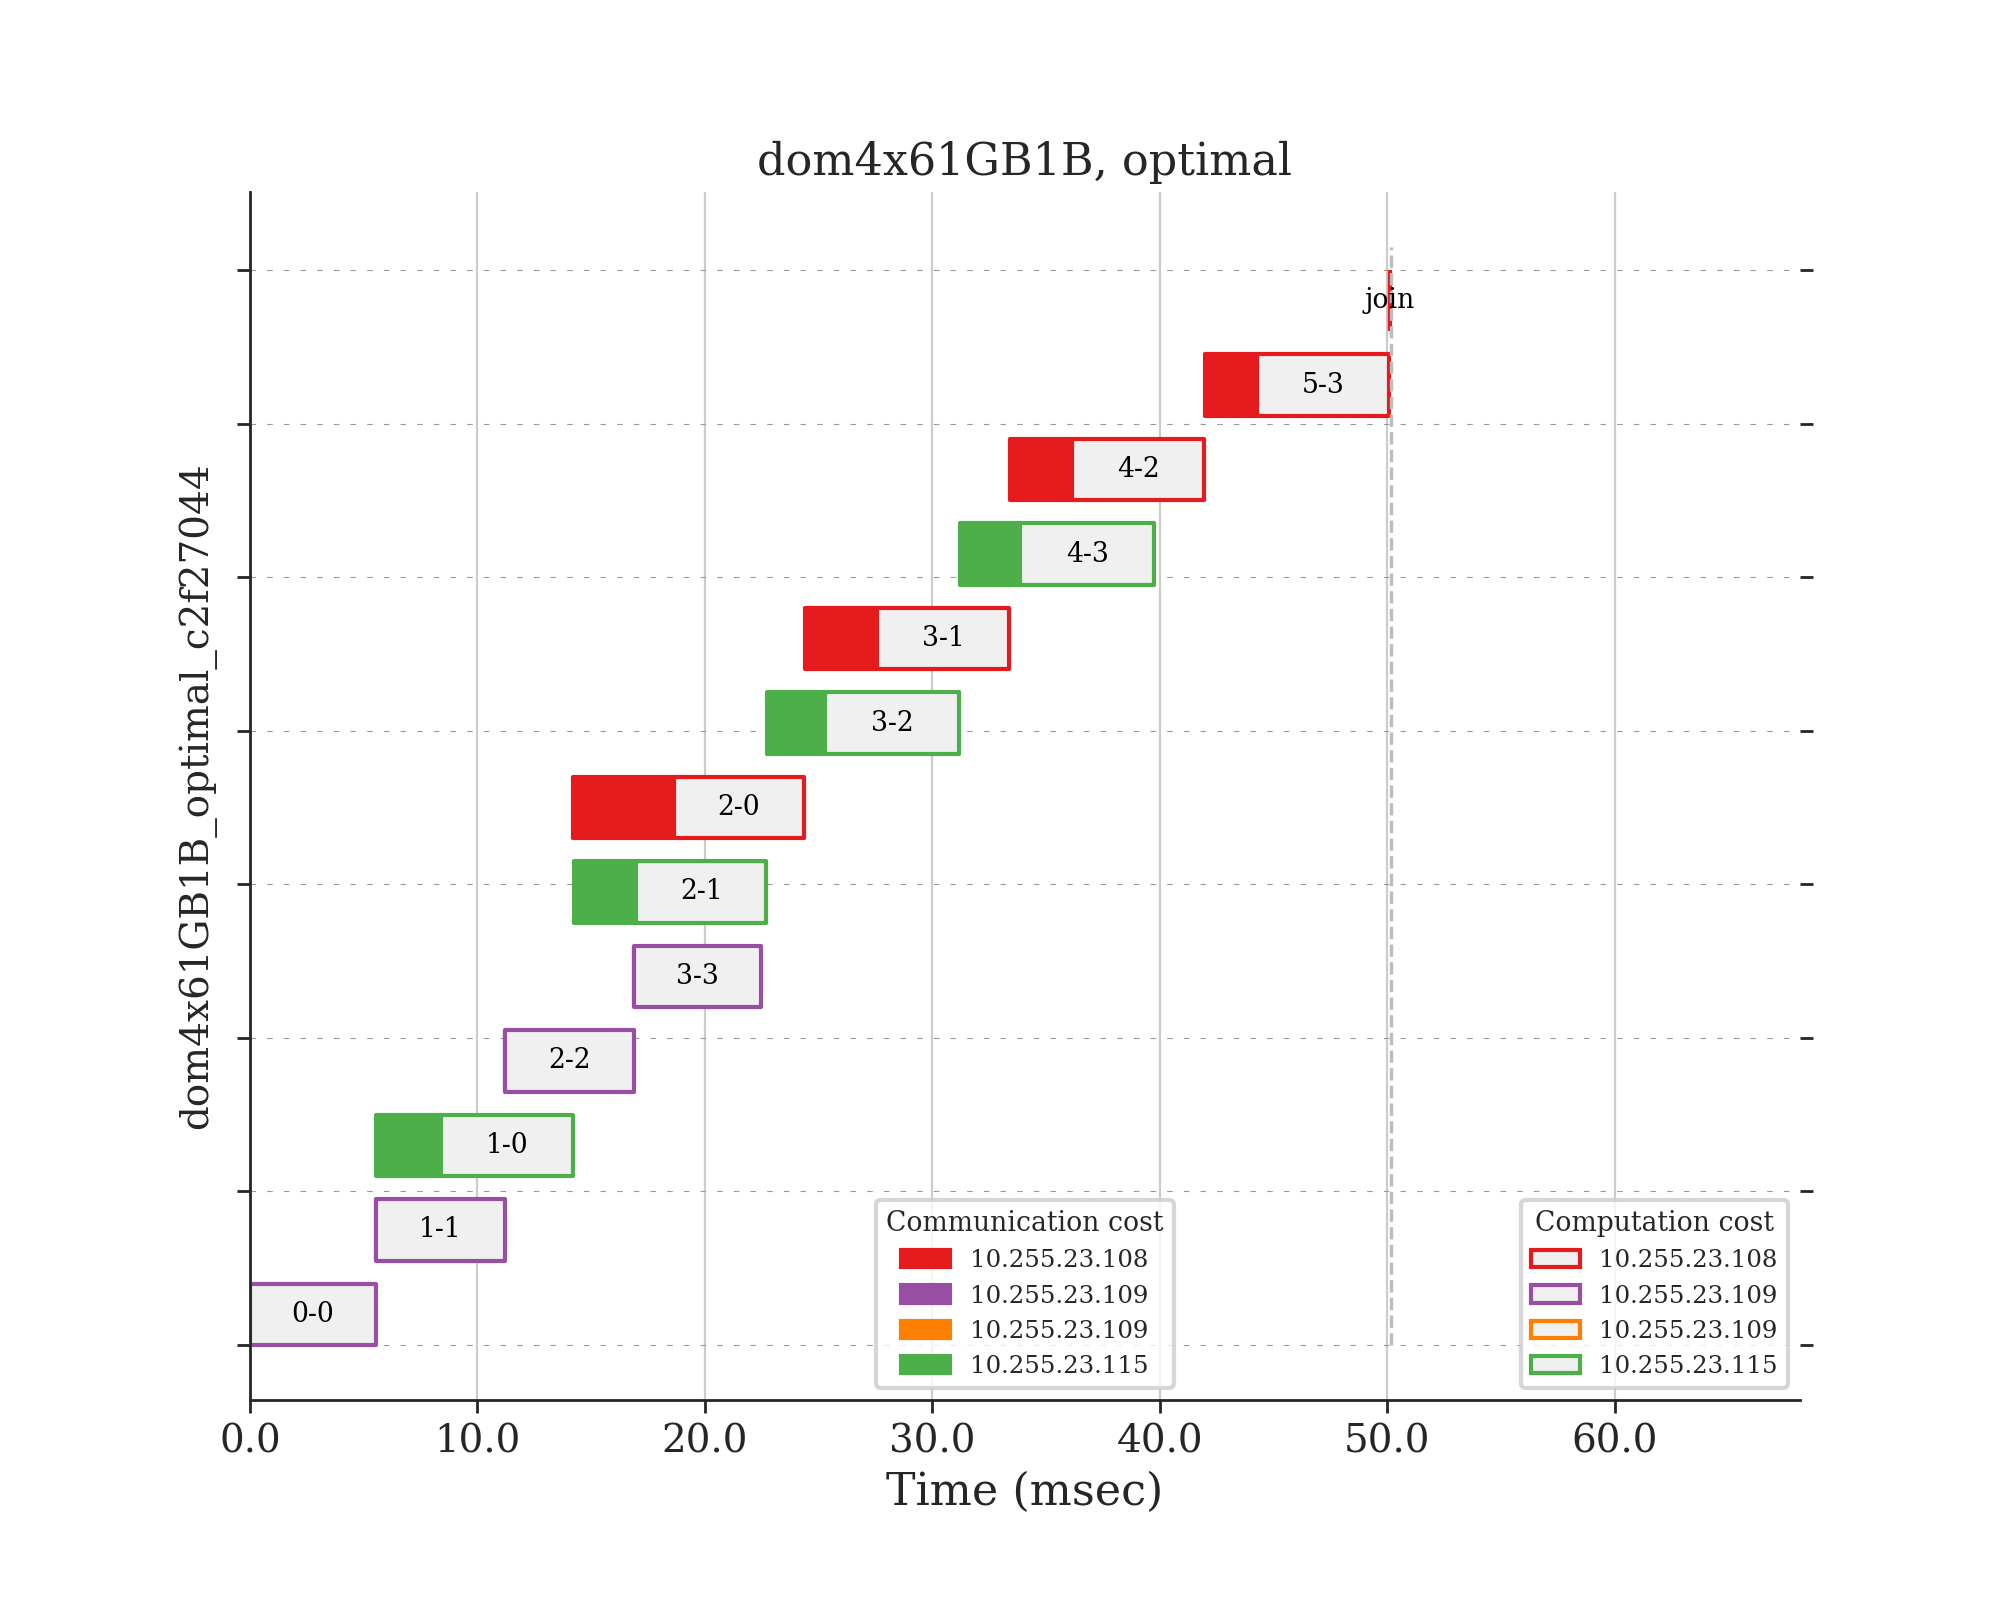 dom4x61GB1B, optimal
dom4x61GB1B_optimal_c2f27044
join
5-3
4-2
4-3
3-1
3-2
2-0
2-1
3-3
2-2
1-0
1-1
0-0
Communication cost
10.255.23.108
10.255.23.109
10.255.23.109
10.255.23.115
Computation cost
10.255.23.108
10.255.23.109
10.255.23.109
10.255.23.115
0.0 10.0 20.0 30.0 40.0 50.0 60.0
Time (msec)